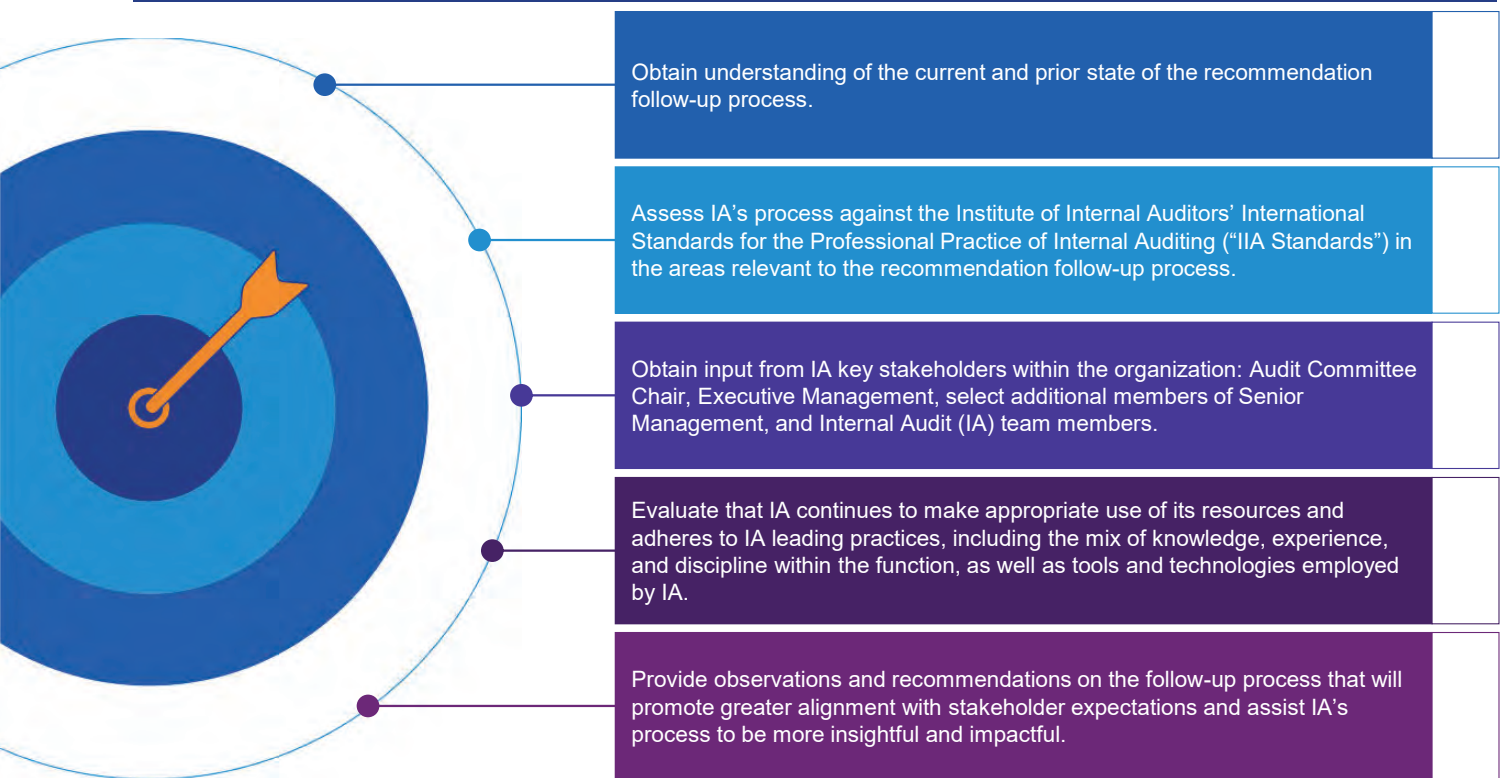 Obtain understanding of the current and prior state of the recommendation
follow-up process.
Assess IA’s process against the Institute of Internal Auditors’ International
Standards for the Professional Practice of Internal Auditing (“IIA Standards”) in
the areas relevant to the recommendation follow-up process.
Obtain input from IA key stakeholders within the organization: Audit Committee
Chair, Executive Management, select additional members of Senior
Management, and Internal Audit (IA) team members.
Evaluate that IA continues to make appropriate use of its resources and
adheres to IA leading practices, including the mix of knowledge, experience,
and discipline within the function, as well as tools and technologies employed
by IA.
Provide observations and recommendations on the follow-up process that will
promote greater alignment with stakeholder expectations and assist IA’s
process to be more insightful and impactful.